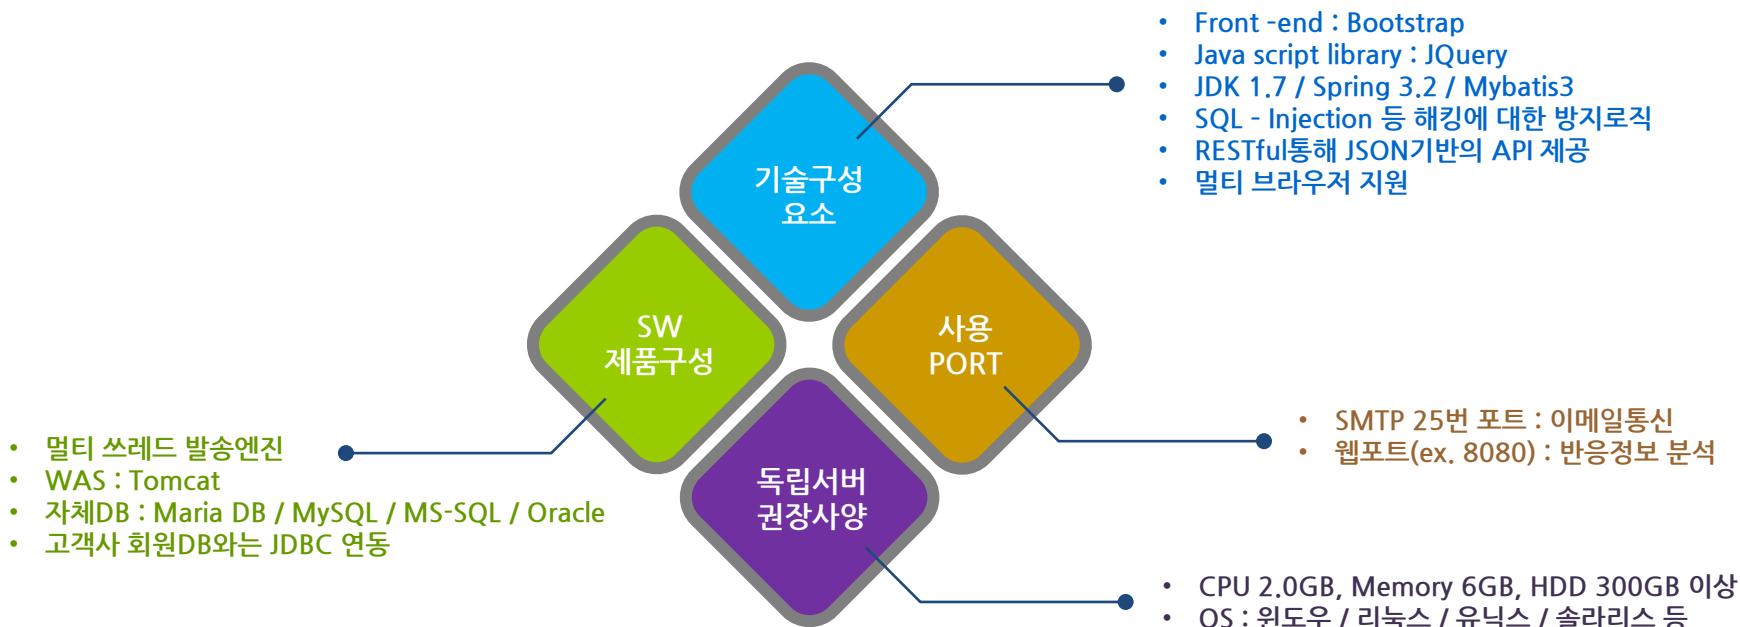 • Front -end : Bootstrap
• Java script library : JQuery
• JDK 1.7 / Spring 3.2 / Mybatis3
• SQL - Injection 등 해킹에 대한 방지로직
• RESTful통해 JSON기반의 API 제공
• 멀티 브라우저 지원
기술구성
요소
SW
제품구성
사용
PORT
• SMTP 25번 포트 : 이메일통신
• 웹포트(ex. 8080) : 반응정보 분석
• 멀티 쓰레드 발송엔진
• WAS : Tomcat
• 자체DB : Maria DB / MySQL / MS-SQL / Oracle
• 고객사 회원DB와는 JDBC 연동
독립서버
권장사양
• CPU 2.0GB, Memory 6GB, HDD 300GB 이상
• OS : 윈도우 / 리눅스 / 유닉스 / 솔라리스 등